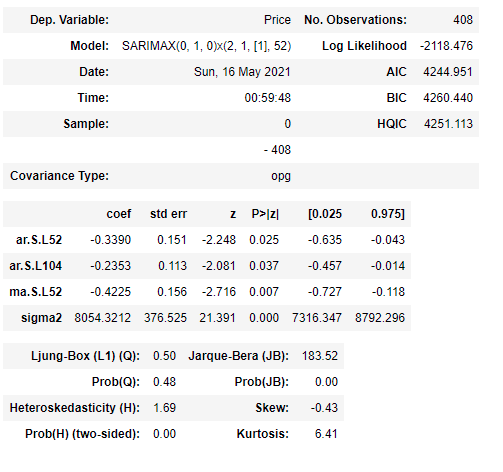 Dep. Variable: Price No. Observations: 408
Model: SARIMAX(0, 1, 0)x(2, 1, [1], 52) Log Likelihood -2118.476
Date: Sun, 16 May 2021 AIC 4244.951
Time: 00:59:48 BIC 4260.440
Sample: 0 HQIC 4251.113
- 408
Covariance Type: opg
coef std err z P>|z| [0.025 0.975]
ar.S.L52 -0.3390 0.151 -2.248 0.025 -0.635 -0.043
ar.S.L104 -0.2353 0.113 -2.081 0.037 -0.457 -0.014
ma.S.L52 -0.4225 0.156 -2.716 0.007 -0.727 -0.118
sigma2 8054.3212 376.525 21.391 0.000 7316.347 8792.296
Ljung-Box (L1) (Q): 0.50 Jarque-Bera (JB): 183.52
Prob(Q): 0.48 Prob(JB): 0.00
Heteroskedasticity (H): 1.69 Skew: -0.43
Prob(H) (two-sided): 0.00 Kurtosis: 6.41